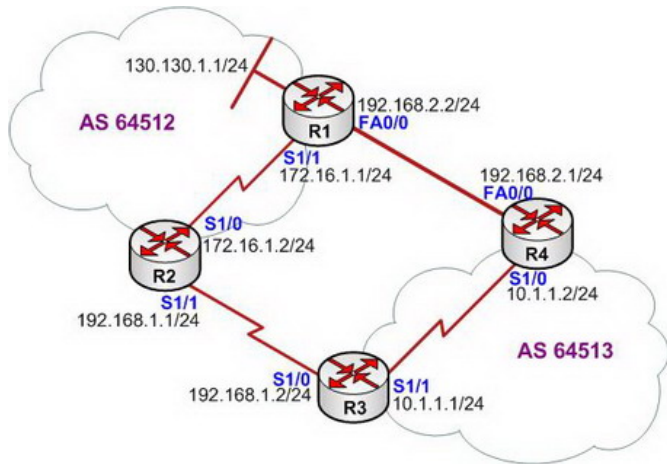 130.130.1.1/24
AS 64512
R1
192.168.2.2/24
FA0/0
S1/1
172.16.1.1/24
192.168.2.1/24
FA0/0
R4
S1/0
10.1.1.2/24
S1/0
172.16.1.2/24
R2
S1/1
192.168.1.1/24
AS 64513
S1/0
192.168.1.2/24
R3
S1/1
10.1.1.1/24